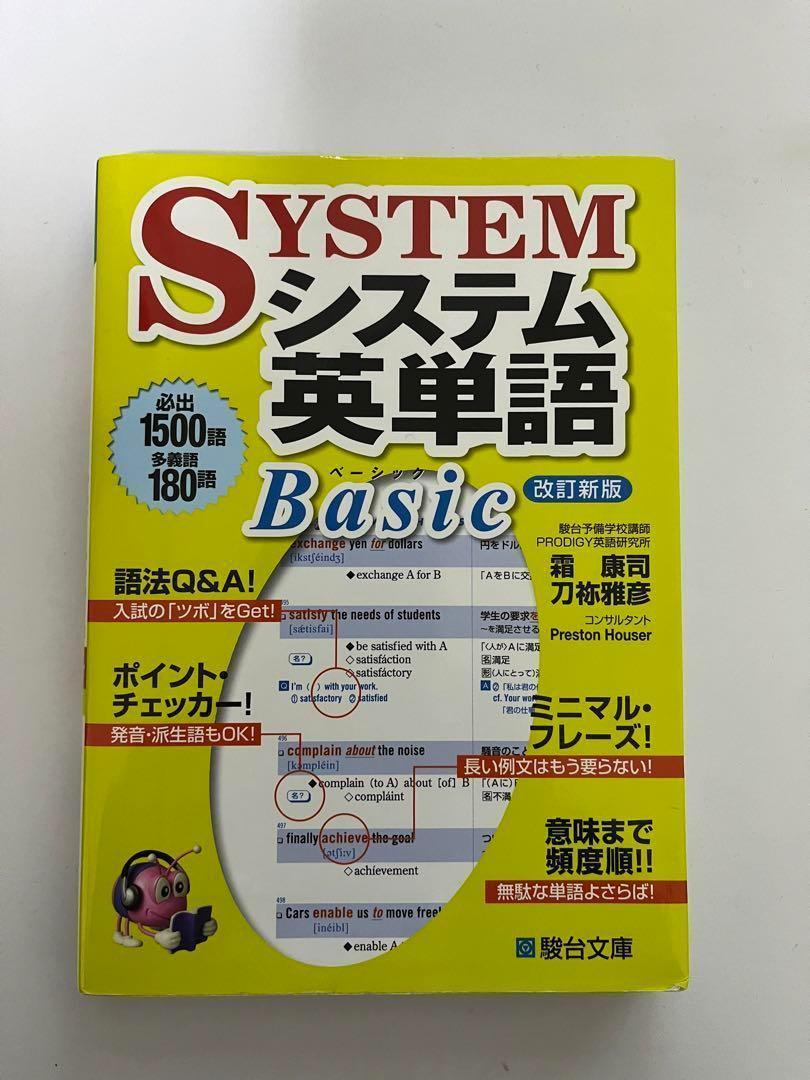 SYSTEM
システム
英単語
ベーシック
Basic
改訂新版
必出
1500語
多義語
180語
駿台予備学校講師
PRODIGY英語研究所
霜 康司
刀祢雅彦
コンサルタント
Preston Houser
語法Q&A!
入試の「ツボ」をGet!
ポイント・
チェッカー!
発音・派生語もOK!
ミニマル・
フレーズ!
長い例文はもう要らない!
意味まで
頻度順!!
無駄な単語よさらば!
駿台文庫
exchange yen for dollars
円をドル
[ikstʃéindʒ]
◆exchange A for B
「AをBに交
satisfy the needs of students
学生の要求を
[sǽtisfai]
～を満足させる
◆be satisfied with A
「〈人が〉Aに満足
名?
◇satisfáction
名満足
◇satisfáctory
形〈人にとって〉
Q I'm ( ) with your work.
A ② 「私は君の
① satisfactory ② satisfied
cf. Your wor
「君の仕事
496
complain about the noise
騒音のこと
[kəmpléin]
◆complain (to A) about [of] B
「(Aに)
名?
◇compláint
名不満
497
finally achieve the goal
[ətʃíːv]
◇achíevement
498
Cars enable us to move freel
[inéibl]
◆enable A